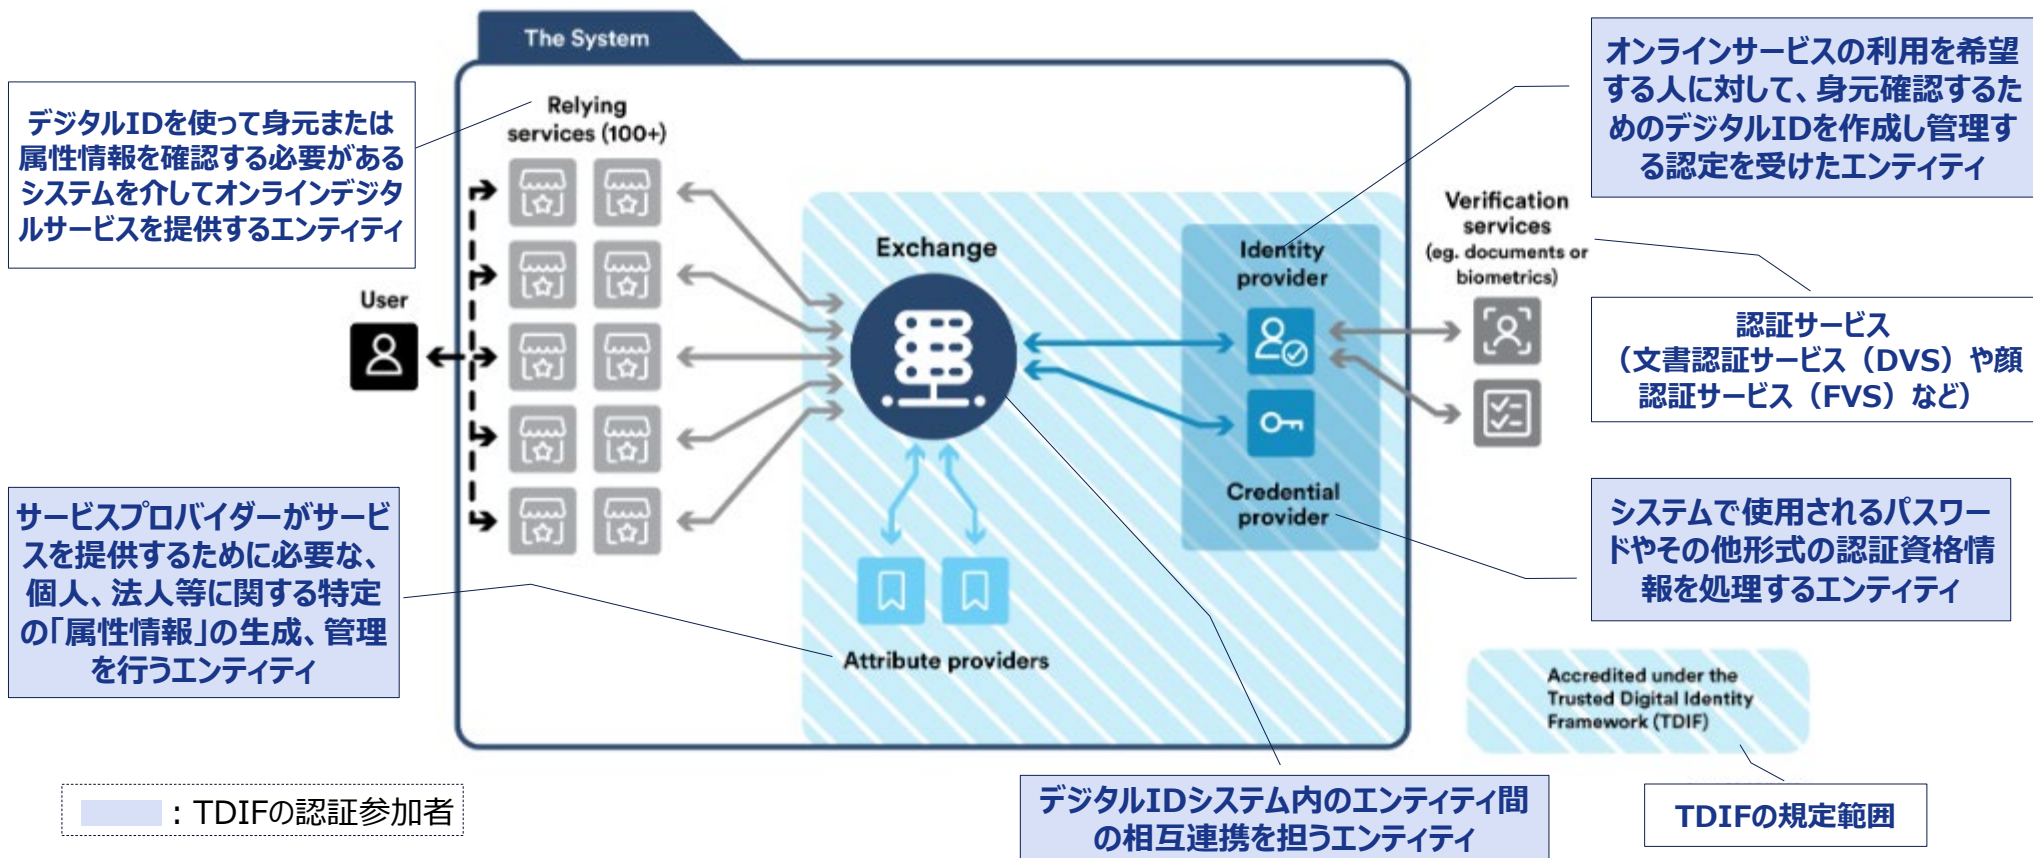 The System
デジタルIDを使って身元または
属性情報を確認する必要がある
システムを介してオンラインデジタ
ルサービスを提供するエンティティ
Relying
services (100+)
オンラインサービスの利用を希望
する人に対して、身元確認するた
めのデジタルIDを作成し管理す
る認定を受けたエンティティ
User
Exchange
Identity
provider
Verification
services
(eg. documents or
biometrics)
認証サービス
（文書認証サービス（DVS）や顔
認証サービス（FVS）など）
サービスプロバイダーがサービ
スを提供するために必要な、
個人、法人等に関する特定
の「属性情報」の生成、管理
を行うエンティティ
Credential
provider
システムで使用されるパスワー
ドやその他形式の認証資格情
報を処理するエンティティ
Attribute providers
Accredited under the
Trusted Digital Identity
Framework (TDIF)
：TDIFの認証参加者
デジタルIDシステム内のエンティティ間
の相互連携を担うエンティティ
TDIFの規定範囲